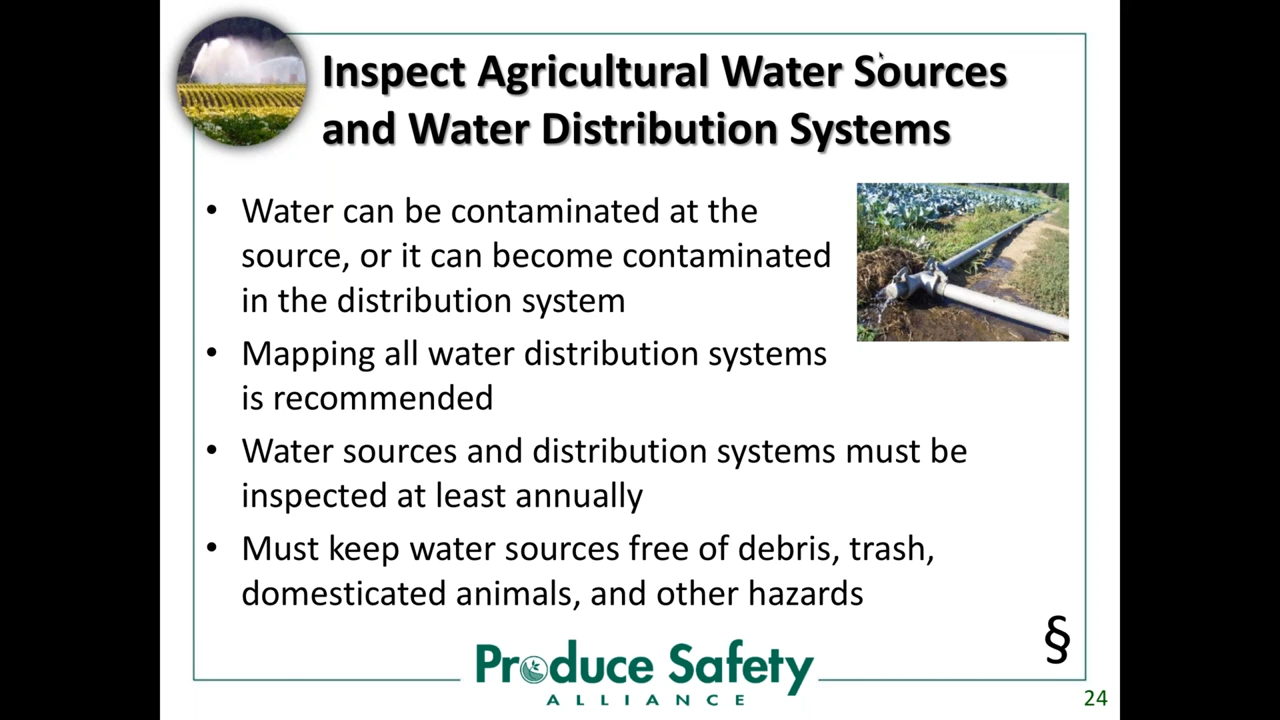 Inspect Agricultural Water Sources
and Water Distribution Systems
• Water can be contaminated at the
source, or it can become contaminated
in the distribution system
• Mapping all water distribution systems
is recommended
• Water sources and distribution systems must be
inspected at least annually
• Must keep water sources free of debris, trash,
domesticated animals, and other hazards
§
Produce Safety
ALLIANCE
24